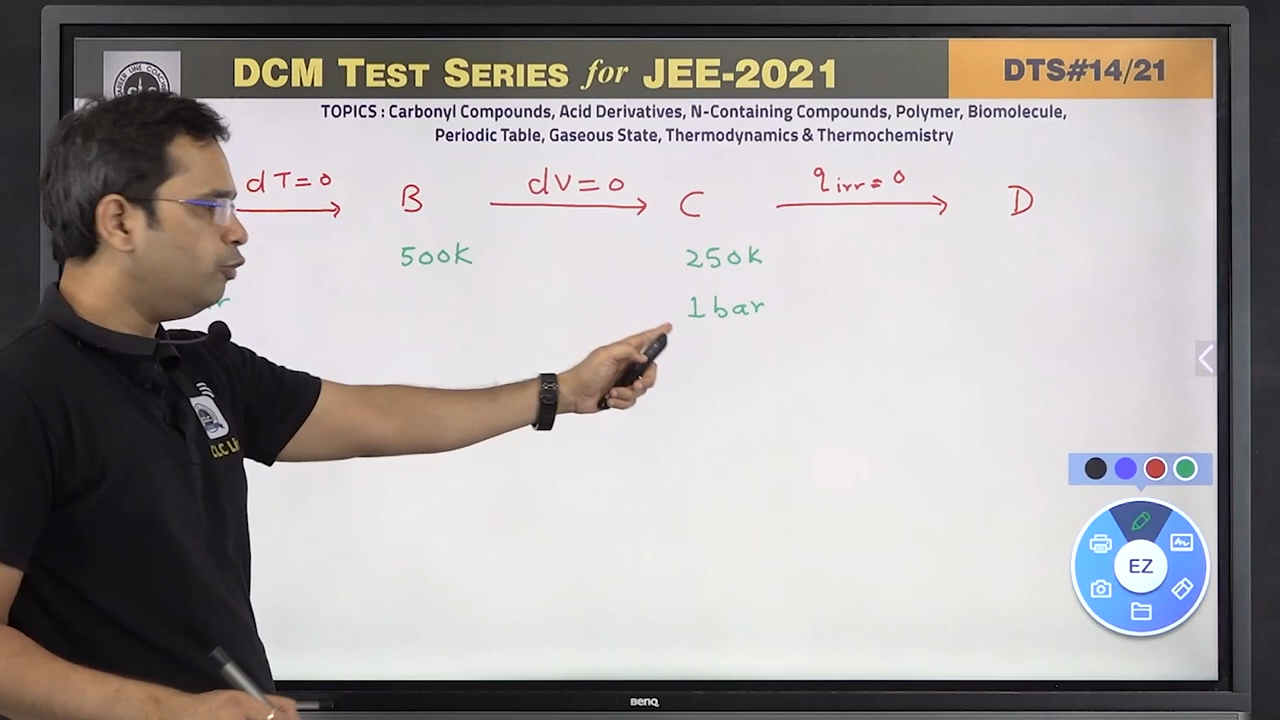 DCM TEST SERIES for JEE-2021
DTS#14/21
TOPICS : Carbonyl Compounds, Acid Derivatives, N-Containing Compounds, Polymer, Biomolecule,
Periodic Table, Gaseous State, Thermodynamics & Thermochemistry
dT=0 B dV=0 C qirr=0 D
500k 250k
1 bar
EZ
BENQ